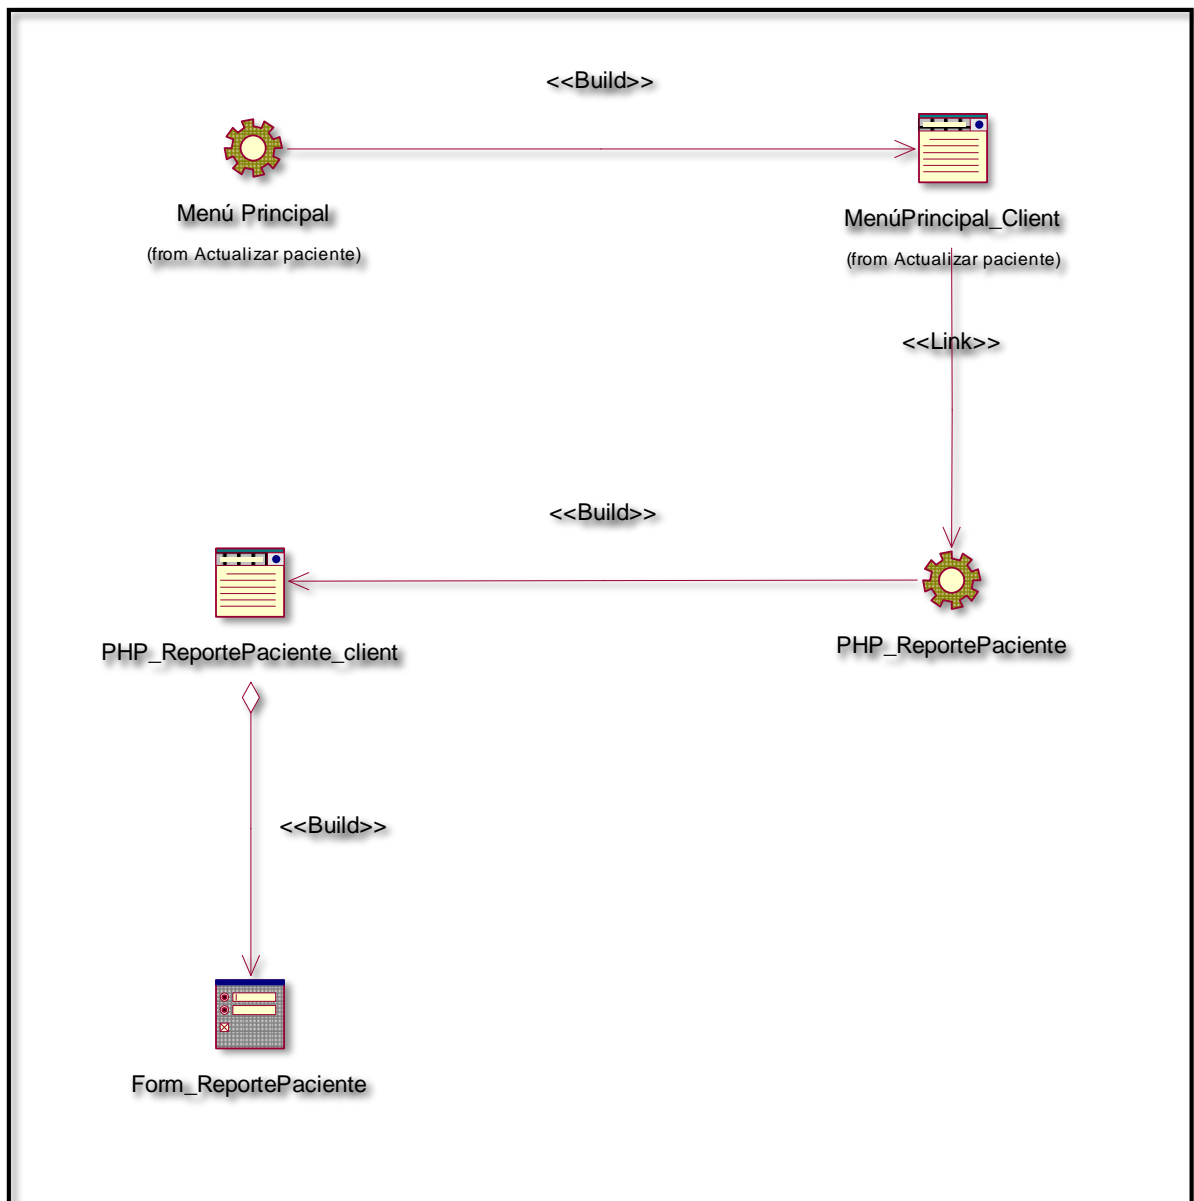 <<Build>>
Menú Principal
(from Actualizar paciente)
MenúPrincipal_Client
(from Actualizar paciente)
<<Link>>
<<Build>>
PHP_ReportePaciente_client
PHP_ReportePaciente
<<Build>>
Form_ReportePaciente